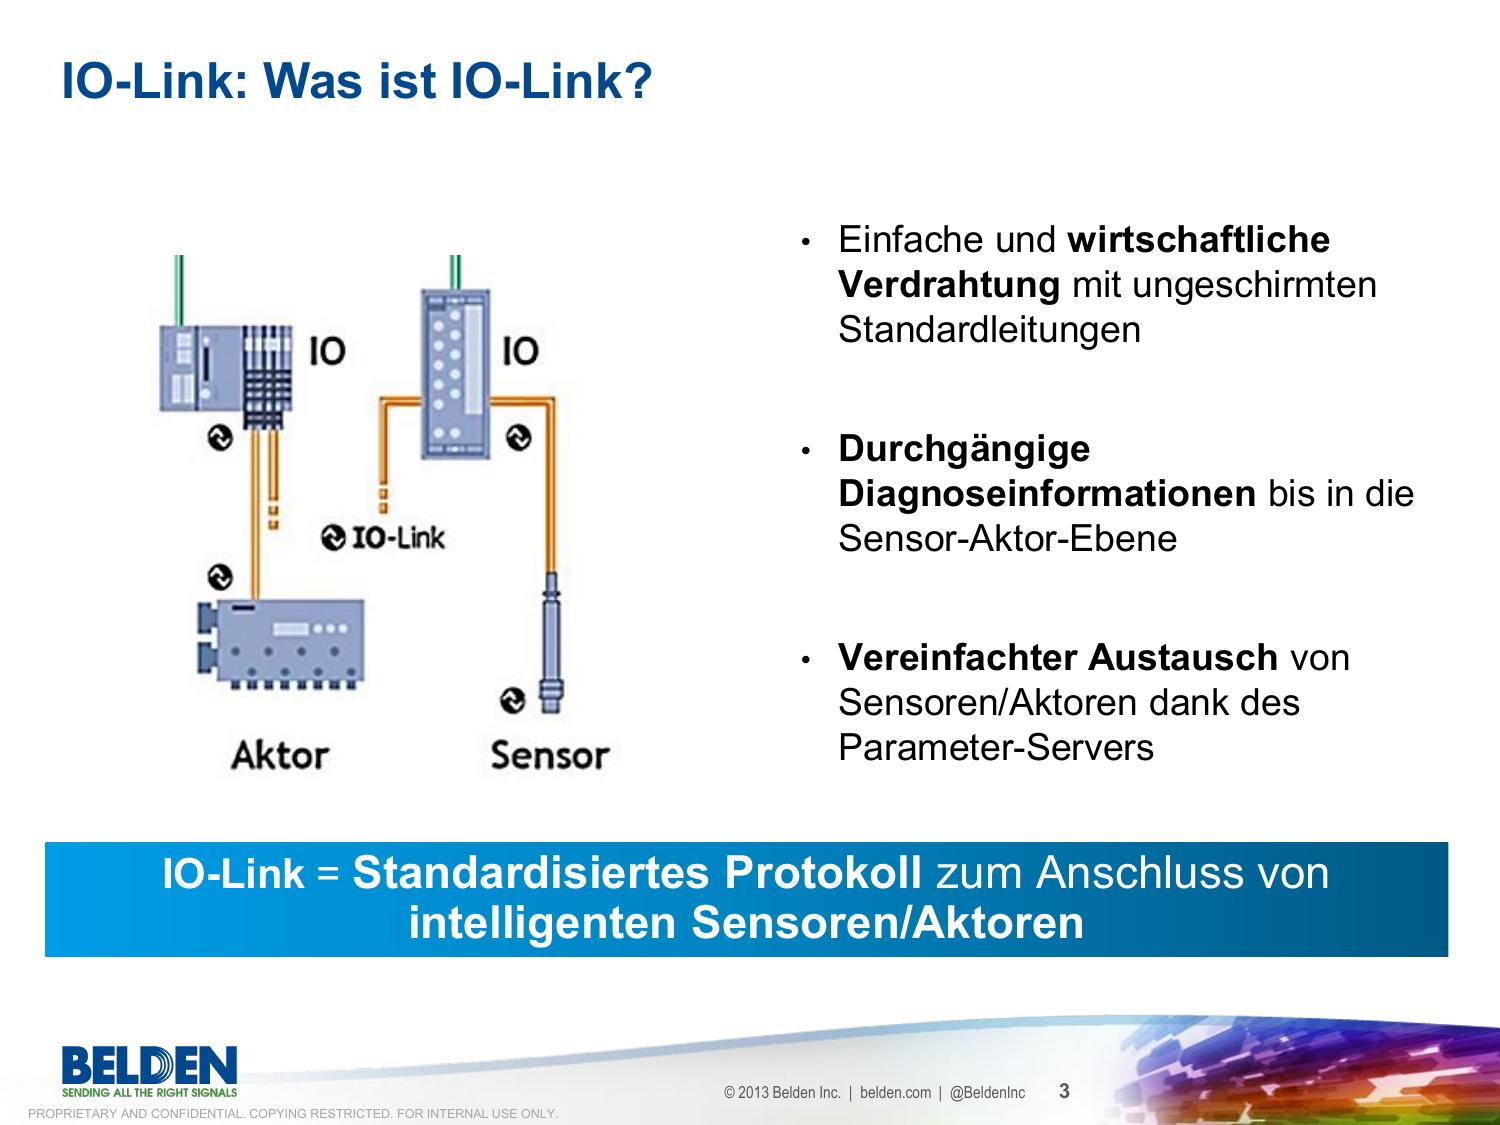 IO-Link: Was ist IO-Link?
IO
IO
IO-Link
Aktor
Sensor
• Einfache und wirtschaftliche
Verdrahtung mit ungeschirmten
Standardleitungen
• Durchgängige
Diagnoseinformationen bis in die
Sensor-Aktor-Ebene
• Vereinfachter Austausch von
Sensoren/Aktoren dank des
Parameter-Servers
IO-Link = Standardisiertes Protokoll zum Anschluss von
intelligenten Sensoren/Aktoren
BELDEN
SENDING ALL THE RIGHT SIGNALS
© 2013 Belden Inc. | belden.com | @BeldenInc 3
PROPRIETARY AND CONFIDENTIAL. COPYING RESTRICTED. FOR INTERNAL USE ONLY.